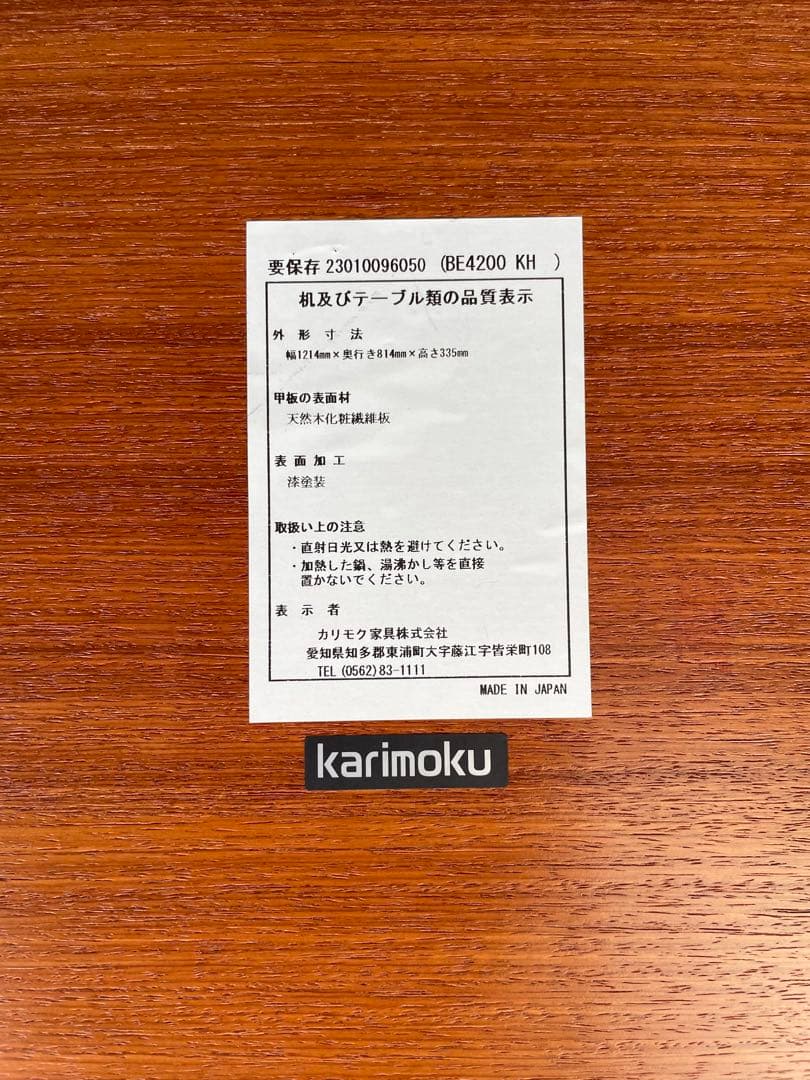 要保存 23010096050 (BE4200 KH )
机及びテーブル類の品質表示
外形寸法
幅1214mm×奥行き814mm×高さ335mm
甲板の表面材
天然木化粧繊維板
表面加工
漆塗装
取扱い上の注意
・直射日光又は熱を避けてください。
・加熱した鍋、湯沸かし等を直接
置かないでください。
表示者
カリモク家具株式会社
愛知県知多郡東浦町大字藤江字皆栄町108
TEL (0562) 83-1111
MADE IN JAPAN
karimoku